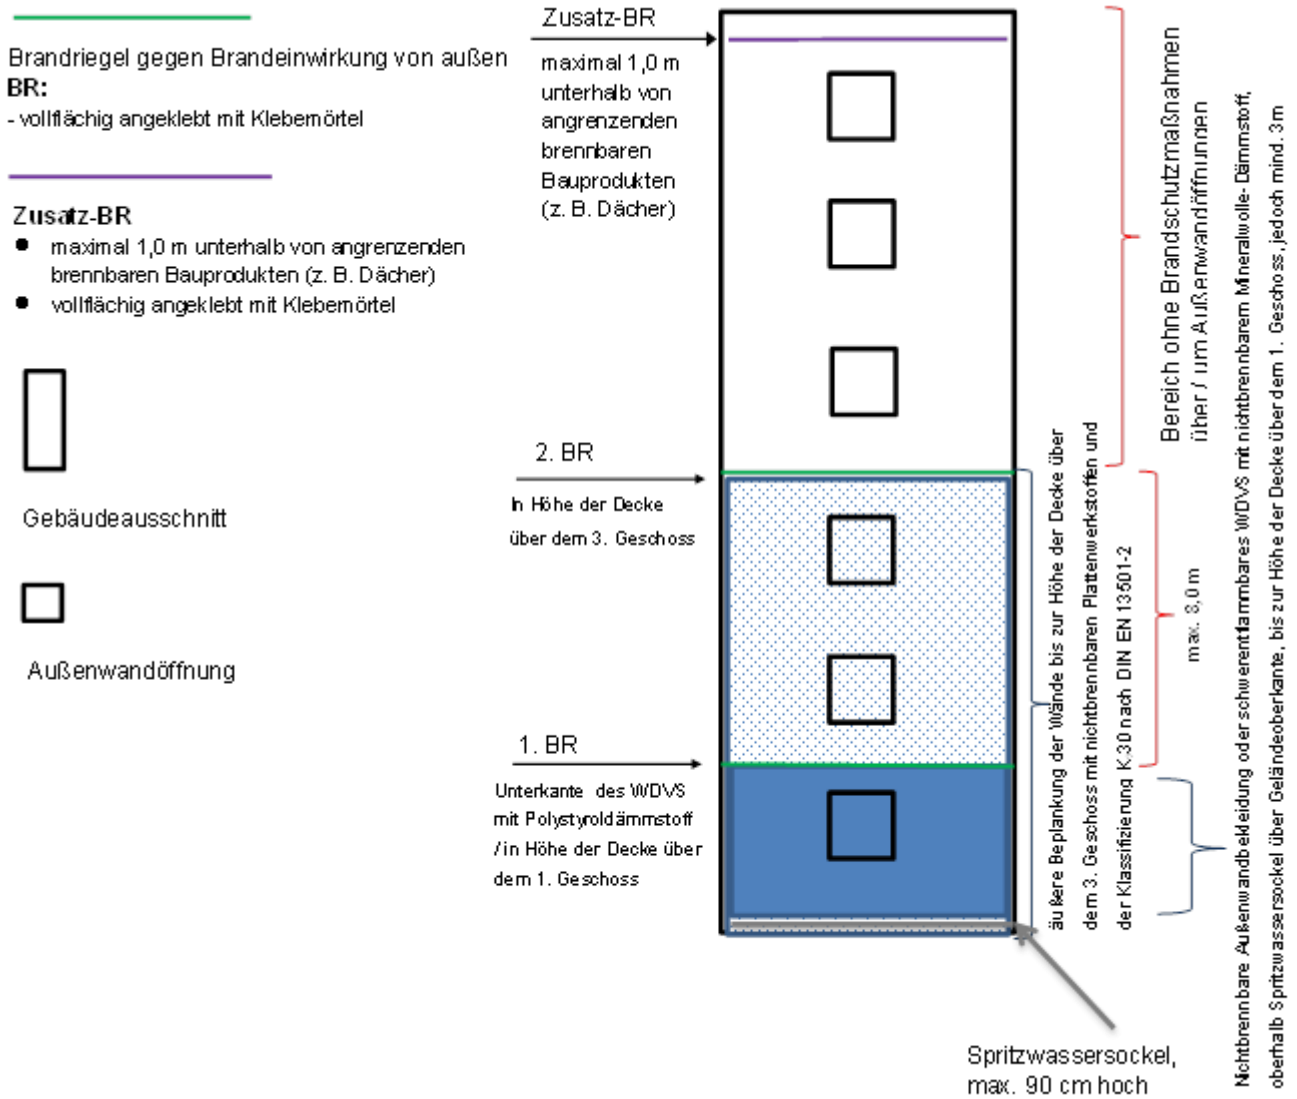 Brandriegel gegen Brandeinwirkung von außen
BR:
- vollflächig angeklebt mit Klebemörtel
Zusatz-BR
● maximal 1,0 m unterhalb von angrenzenden
brennbaren Bauprodukten (z. B. Dächer)
● vollflächig angeklebt mit Klebemörtel
Gebäudeausschnitt
Außenwandöffnung
Zusatz-BR
maximal 1,0 m
unterhalb von
angrenzenden
brennbaren
Bauprodukten
(z. B. Dächer)
2. BR
In Höhe der Decke
über dem 3. Geschoss
1. BR
Unterkante des WDVS
mit Polystyroldämmstoff
/ in Höhe der Decke über
dem 1. Geschoss
Spritzwassersockel,
max. 90 cm hoch
äußere Beplankung der Wände bis zur Höhe der Decke über
dem 3. Geschoss mit nichtbrennbaren Plattenwerkstoffen und
der Klassifizierung K.30 nach DIN EN 13501-2
Bereich ohne Brandschutzmaßnahmen
über / um Außenwandöffnungen
max. 8,0 m
Nichtbrennbare Außenwandbekleidung oder schwerentflammbares WDVS mit nichtbrennbarem Mineralwolle-Dämmstoff,
oberhalb Spritzwassersockel über Geländeoberkante, bis zur Höhe der Decke über dem 1. Geschoss, jedoch mind. 3m